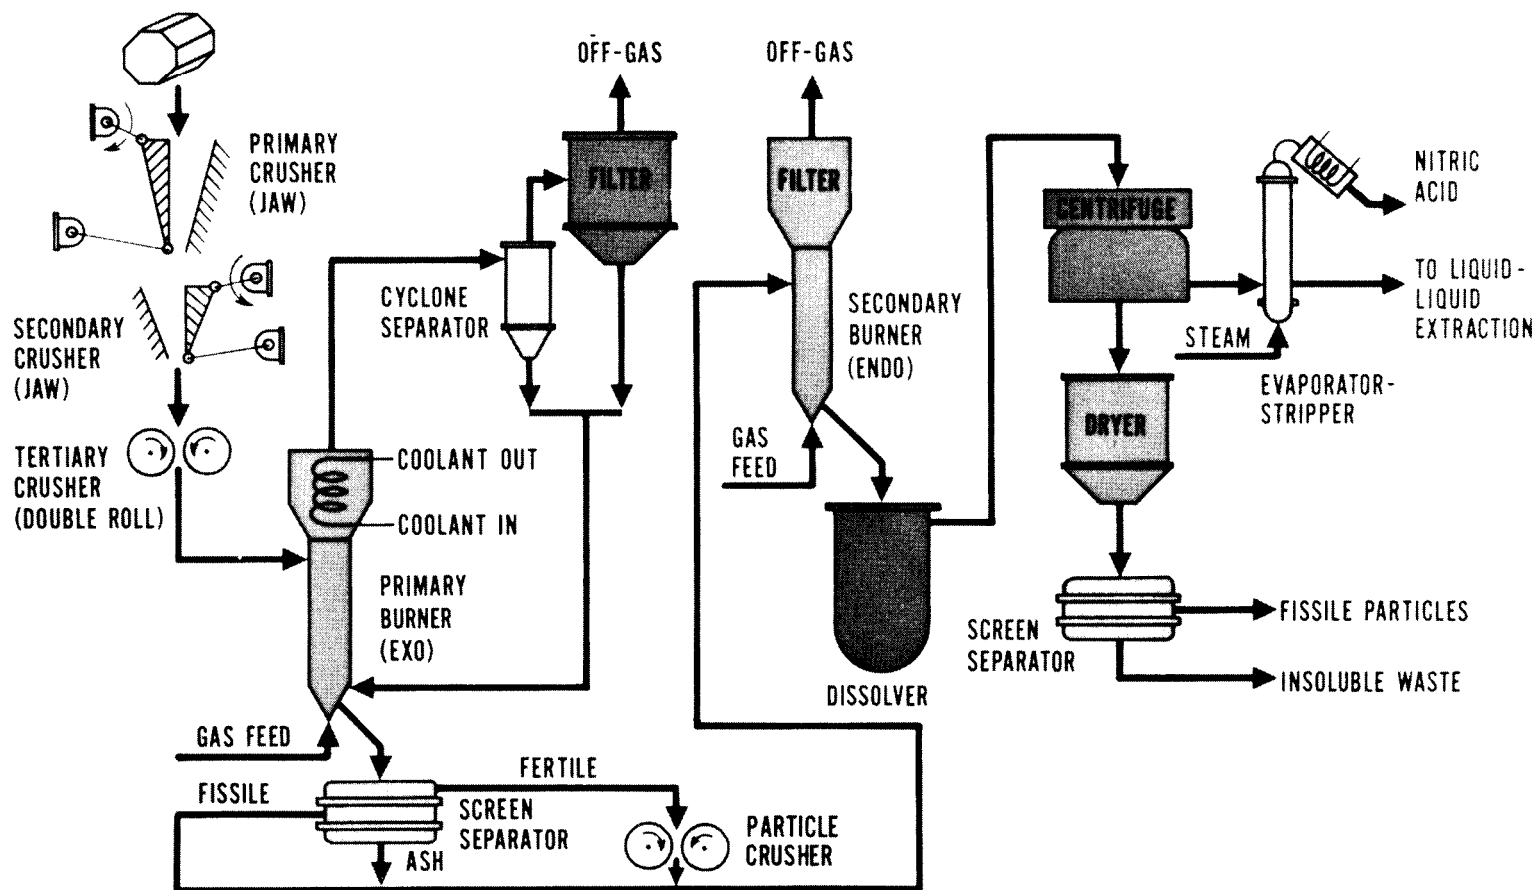 OFF-GAS
OFF-GAS
PRIMARY
CRUSHER
(JAW)
FILTER
FILTER
CENTRIFUGE
NITRIC
ACID
CYCLONE
SEPARATOR
SECONDARY
BURNER
(ENDO)
TO LIQUID-
LIQUID
EXTRACTION
SECONDARY
CRUSHER
(JAW)
STEAM
EVAPORATOR-
STRIPPER
DRYER
TERTIARY
CRUSHER
(DOUBLE ROLL)
COOLANT OUT
COOLANT IN
GAS
FEED
PRIMARY
BURNER
(EXO)
DISSOLVER
SCREEN
SEPARATOR
FISSILE PARTICLES
INSOLUBLE WASTE
GAS FEED
FISSILE
FERTILE
SCREEN
SEPARATOR
ASH
PARTICLE
CRUSHER